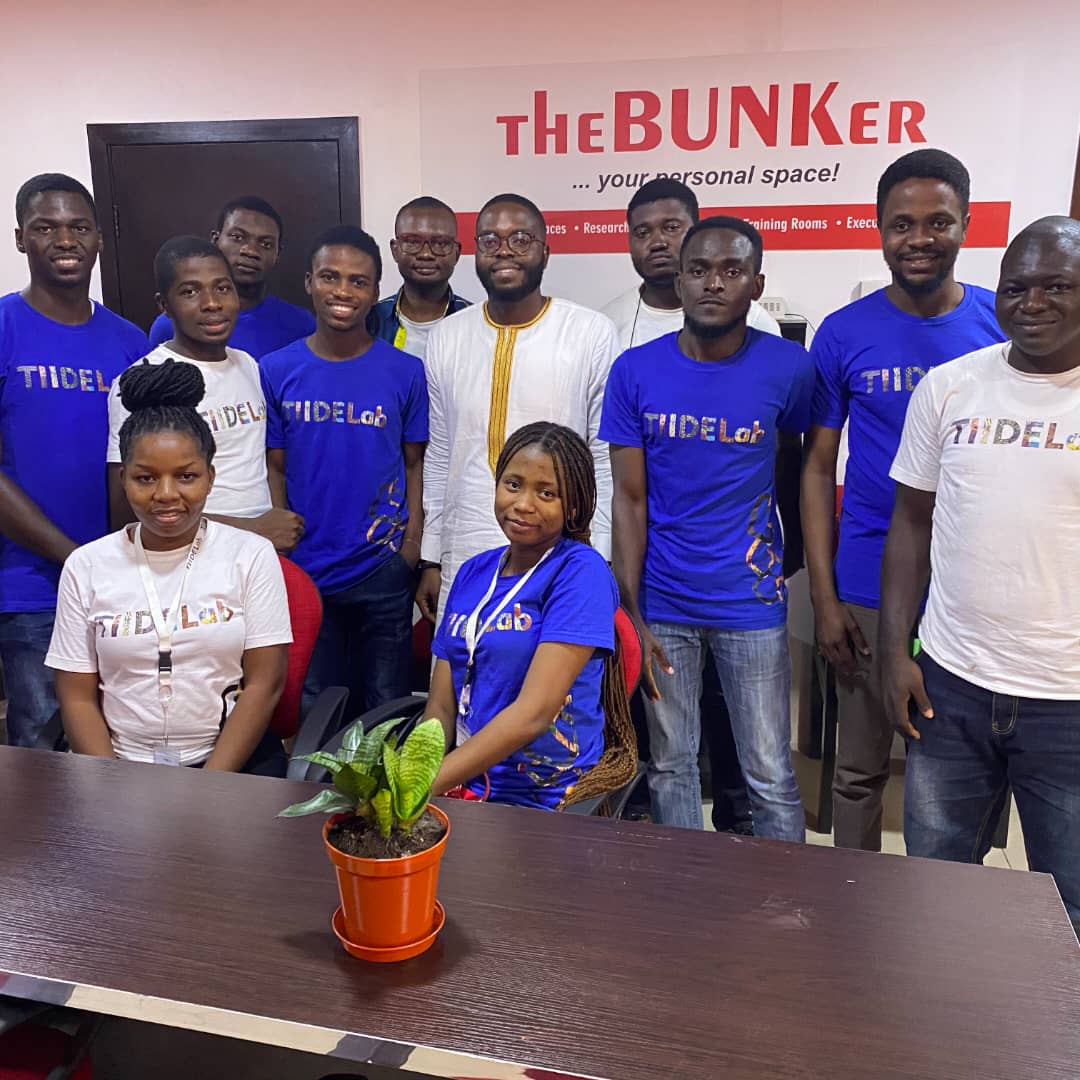 THEBUNKER
... your personal space!
• Research Training Rooms •
TIIDELab
TIIDELab
TIIDELab
TIIDELab
TIIDELab